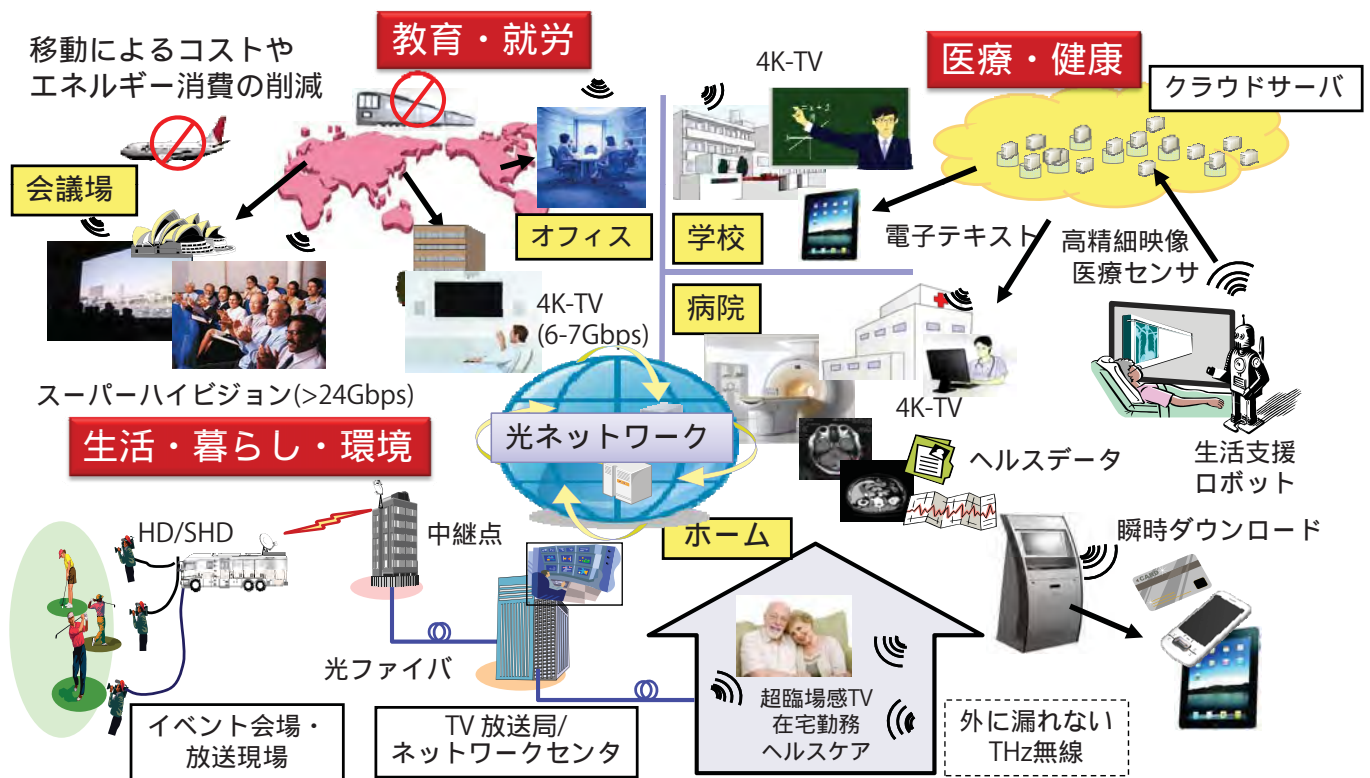 移動によるコストや
エネルギー消費の削減
教育・就労
4K-TV
医療・健康
クラウドサーバ
会議場
オフィス
学校
電子テキスト
高精細映像
医療センサ
4K-TV
(6-7Gbps)
病院
スーパーハイビジョン(>24Gbps)
4K-TV
生活・暮らし・環境
光ネットワーク
ヘルスデータ
生活支援
ロボット
HD/SHD
中継点
ホーム
瞬時ダウンロード
光ファイバ
超臨場感TV
在宅勤務
ヘルスケア
イベント会場・
放送現場
TV 放送局/
ネットワークセンタ
外に漏れない
THz無線